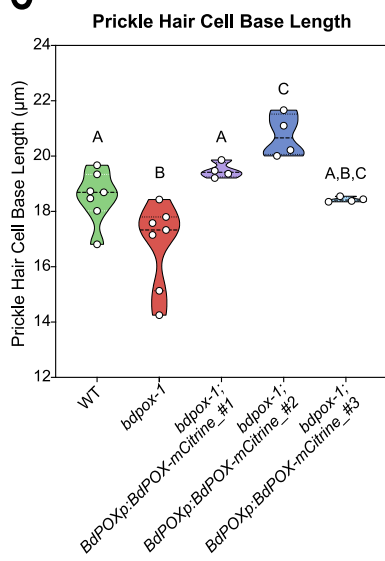 Prickle Hair Cell Base Length
Prickle Hair Cell Base Length (μm)
24
22
20
18
16
14
12
A
B
A
C
A,B,C
WT
bdpox-1
bdpox-1;
BdPOXp:BdPOX-mCitrine_#1
bdpox-1;
BdPOXp:BdPOX-mCitrine_#2
bdpox-1;
BdPOXp:BdPOX-mCitrine_#3